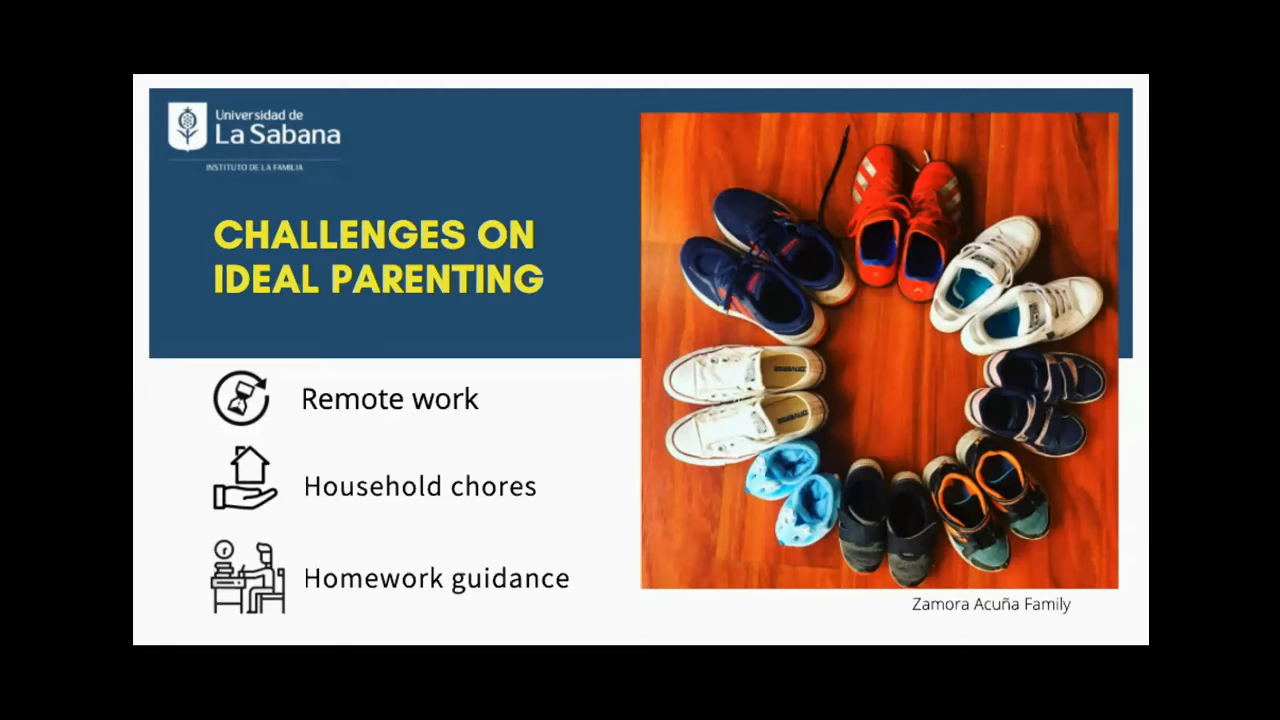 Universidad de
La Sabana
INSTITUTO DE LA FAMILIA
CHALLENGES ON
IDEAL PARENTING
Remote work
Household chores
Homework guidance
Zamora Acuña Family